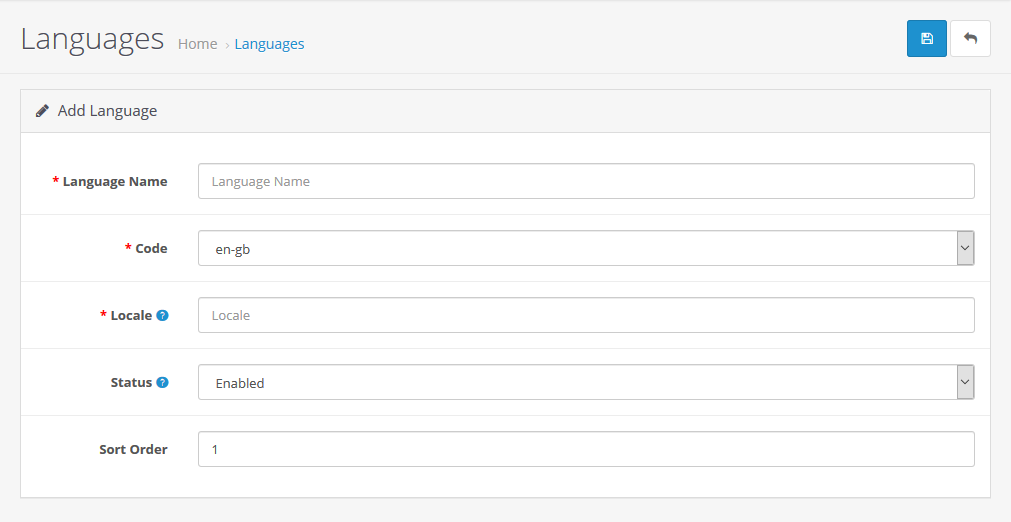 Languages Home › Languages
Add Language
* Language Name Language Name
* Code en-gb
* Locale ? Locale
Status ? Enabled
Sort Order 1